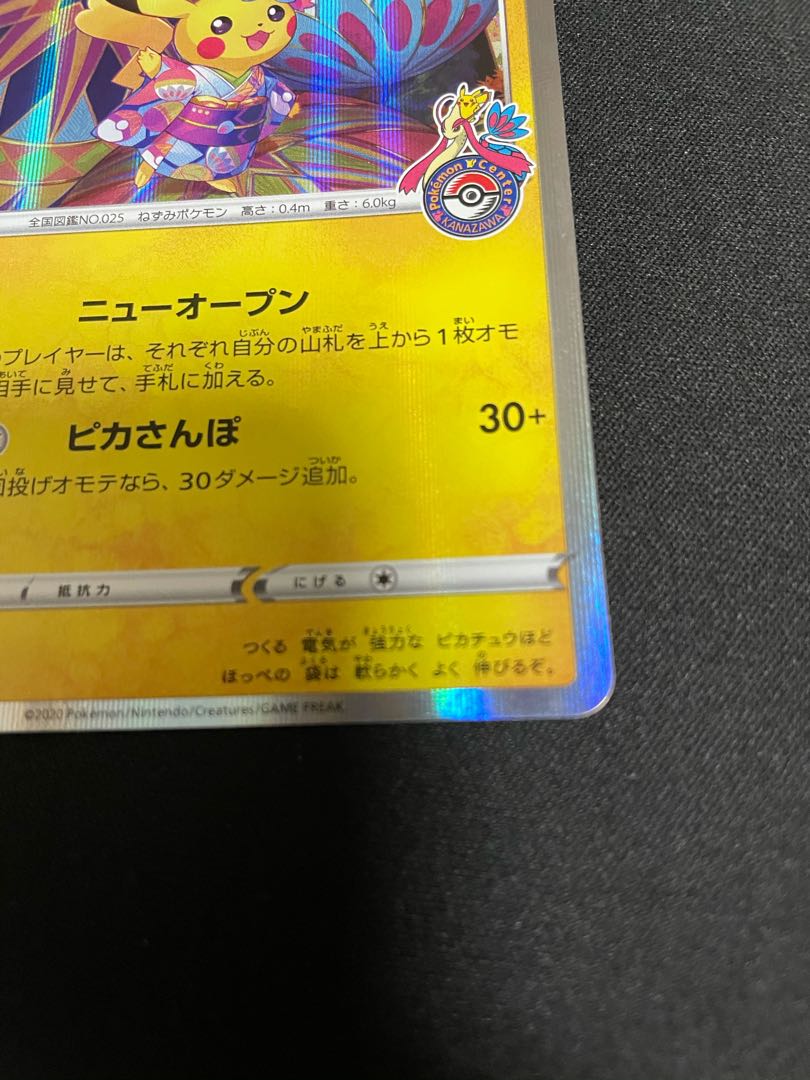 Pokémon Center
KANAZAWA
全国図鑑NO.025 ねずみポケモン 高さ：0.4m 重さ：6.0kg
ニューオープン
プレイヤーは、それぞれ自分の山札を上から1枚オモ
相手に見せて、手札に加える。
ピカさんぽ 30+
投げオモテなら、30ダメージ追加。
抵抗力 にげる
つくる 電気が 強力な ピカチュウほど
ほっぺの 袋は 軟らかく よく 伸びるぞ。
©2020 Pokémon/Nintendo/Creatures/GAME FREAK